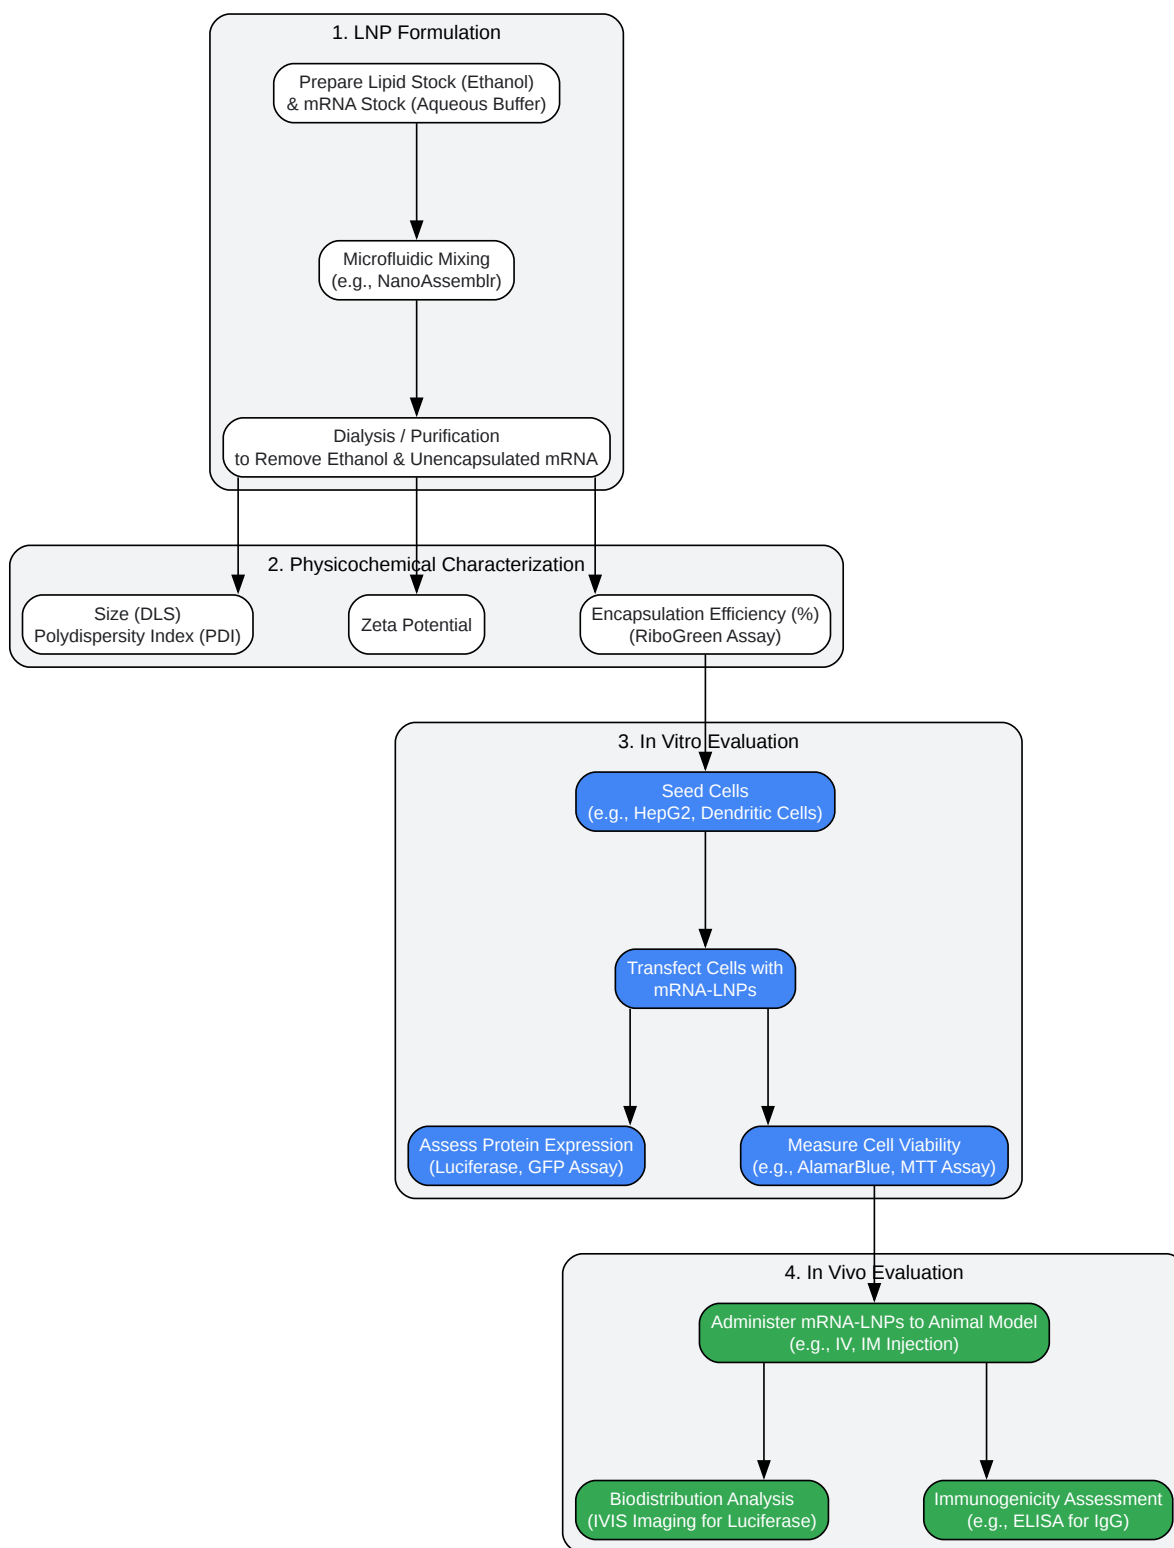 1. LNP Formulation
Prepare Lipid Stock (Ethanol)
& mRNA Stock (Aqueous Buffer)
Microfluidic Mixing
(e.g., NanoAssemblr)
Dialysis / Purification
to Remove Ethanol & Unencapsulated mRNA
2. Physicochemical Characterization
Size (DLS)
Polydispersity Index (PDI)
Zeta Potential
Encapsulation Efficiency (%)
(RiboGreen Assay)
3. In Vitro Evaluation
Seed Cells
(e.g., HepG2, Dendritic Cells)
Transfect Cells with
mRNA-LNPs
Assess Protein Expression
(Luciferase, GFP Assay)
Measure Cell Viability
(e.g., AlamarBlue, MTT Assay)
4. In Vivo Evaluation
Administer mRNA-LNPs to Animal Model
(e.g., IV, IM Injection)
Biodistribution Analysis
(IVIS Imaging for Luciferase)
Immunogenicity Assessment
(e.g., ELISA for IgG)